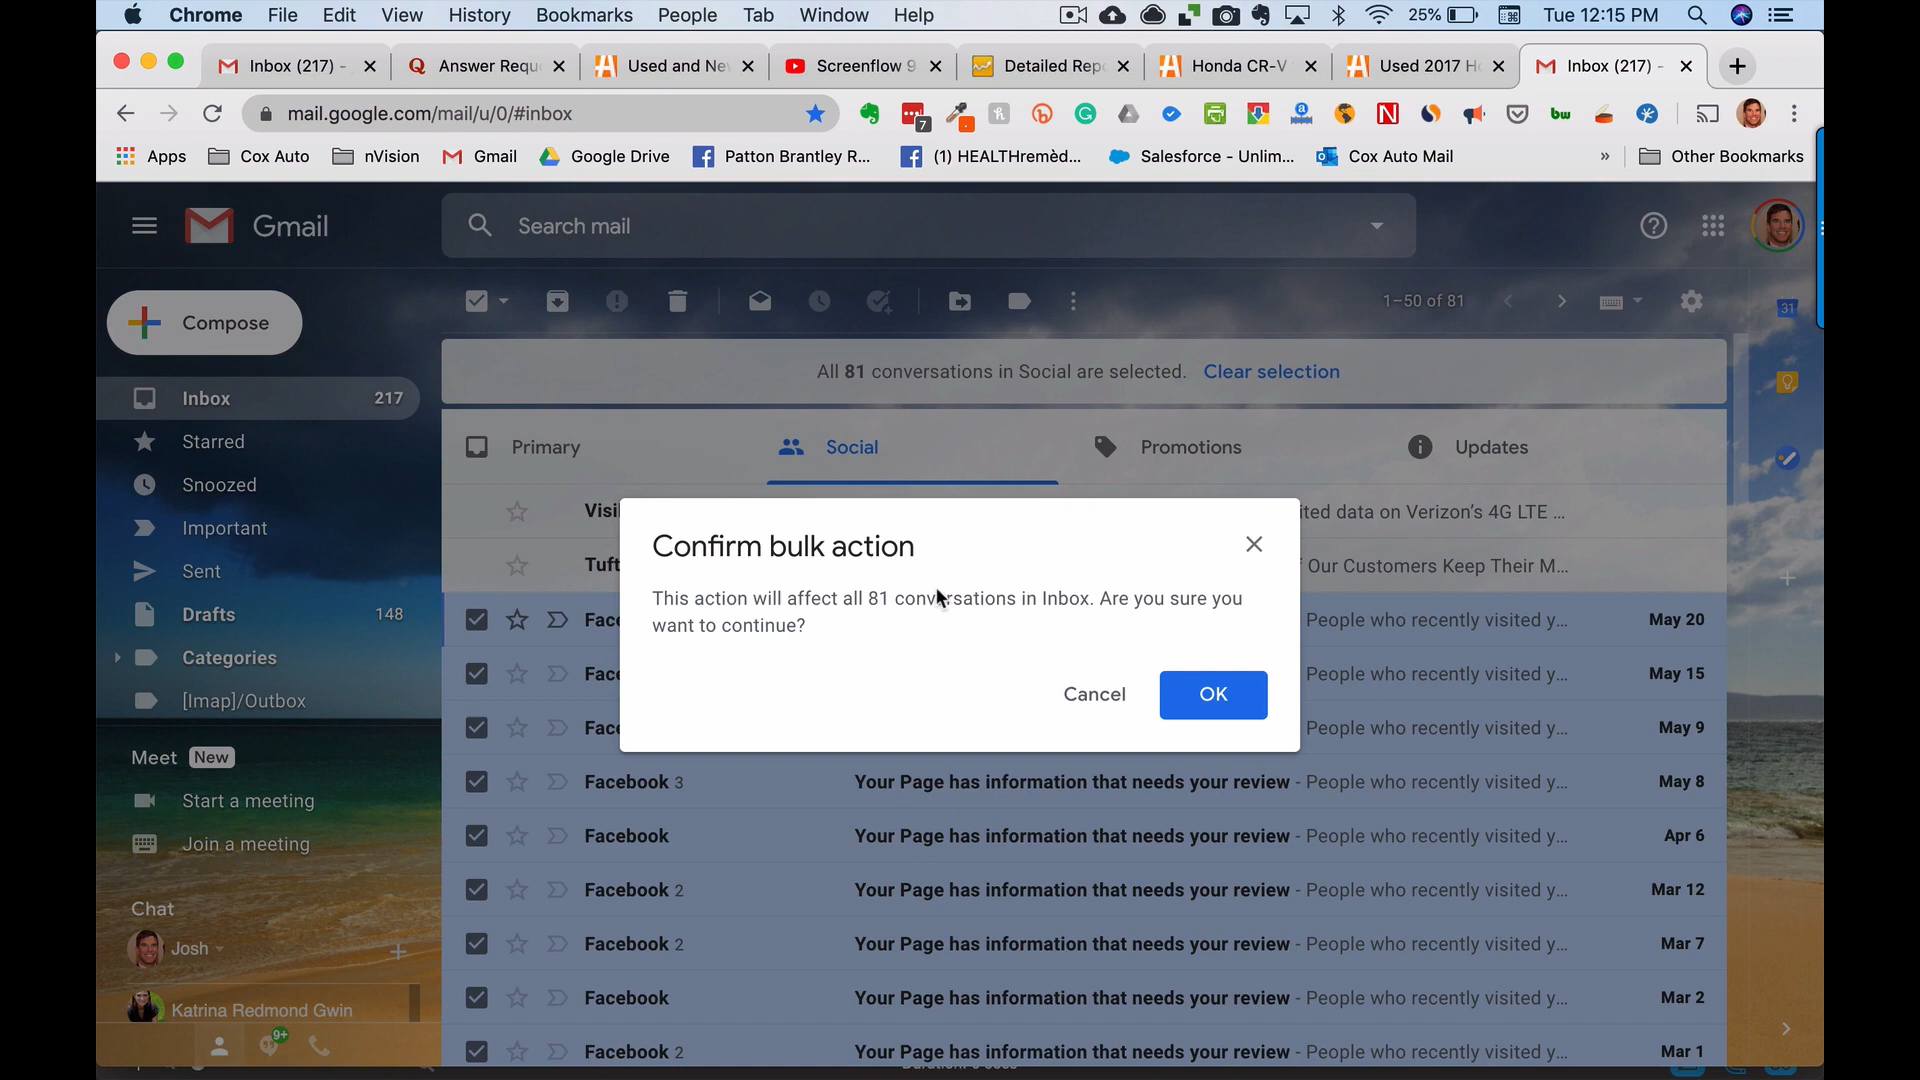 Chrome File Edit View History Bookmarks People Tab Window Help 25% Tue 12:15 PM
Inbox (217) - Answer Requ Used and Nev Screenflow 9 Detailed Rep Honda CR-V Used 2017 Ho Inbox (217) -
mail.google.com/mail/u/0/#inbox 7 bw
Apps Cox Auto nVision Gmail Google Drive Patton Brantley R... (1) HEALTHremèd... Salesforce - Unlim... Cox Auto Mail » Other Bookmarks
Gmail Search mail
Compose 1–50 of 81 31
All 81 conversations in Social are selected. Clear selection
Inbox 217
Starred
Snoozed
Important
Sent
Drafts 148
Categories
[Imap]/Outbox
Meet New
Start a meeting
Join a meeting
Chat
Josh
Katrina Redmond Gwin
9+
Primary Social Promotions Updates
Visi ited data on Verizon's 4G LTE ...
Tuft Our Customers Keep Their M...
Confirm bulk action
This action will affect all 81 conversations in Inbox. Are you sure you
want to continue?
Cancel OK
Face People who recently visited y... May 20
Face People who recently visited y... May 15
Face People who recently visited y... May 9
Facebook 3 Your Page has information that needs your review - People who recently visited y... May 8
Facebook Your Page has information that needs your review - People who recently visited y... Apr 6
Facebook 2 Your Page has information that needs your review - People who recently visited y... Mar 12
Facebook 2 Your Page has information that needs your review - People who recently visited y... Mar 7
Facebook Your Page has information that needs your review - People who recently visited y... Mar 2
Facebook 2 Your Page has information that needs your review - People who recently visited y... Mar 1